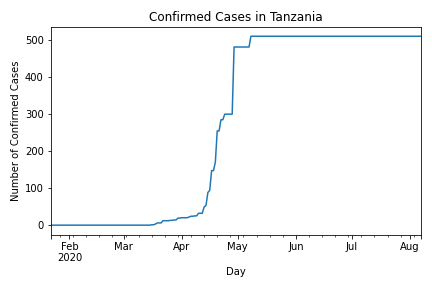 Confirmed Cases in Tanzania
Number of Confirmed Cases
500
400
300
200
100
0
Feb Mar Apr May Jun Jul Aug
2020
Day